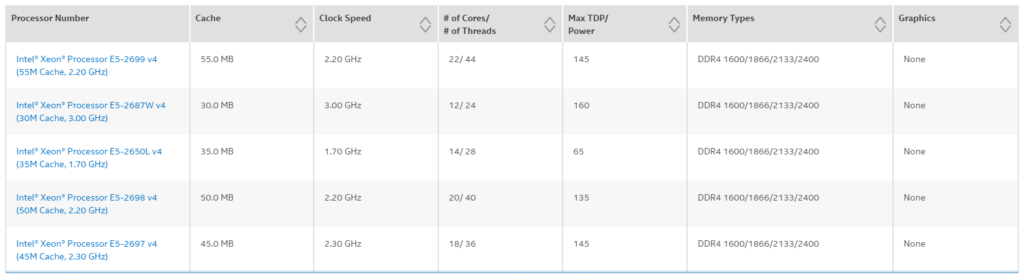 Processor Number Cache Clock Speed # of Cores/ Max TDP/ Memory Types Graphics
# of Threads Power
Intel® Xeon® Processor E5-2699 v4 55.0 MB 2.20 GHz 22/ 44 145 DDR4 1600/1866/2133/2400 None
(55M Cache, 2.20 GHz)
Intel® Xeon® Processor E5-2687W v4 30.0 MB 3.00 GHz 12/ 24 160 DDR4 1600/1866/2133/2400 None
(30M Cache, 3.00 GHz)
Intel® Xeon® Processor E5-2650L v4 35.0 MB 1.70 GHz 14/ 28 65 DDR4 1600/1866/2133/2400 None
(35M Cache, 1.70 GHz)
Intel® Xeon® Processor E5-2698 v4 50.0 MB 2.20 GHz 20/ 40 135 DDR4 1600/1866/2133/2400 None
(50M Cache, 2.20 GHz)
Intel® Xeon® Processor E5-2697 v4 45.0 MB 2.30 GHz 18/ 36 145 DDR4 1600/1866/2133/2400 None
(45M Cache, 2.30 GHz)